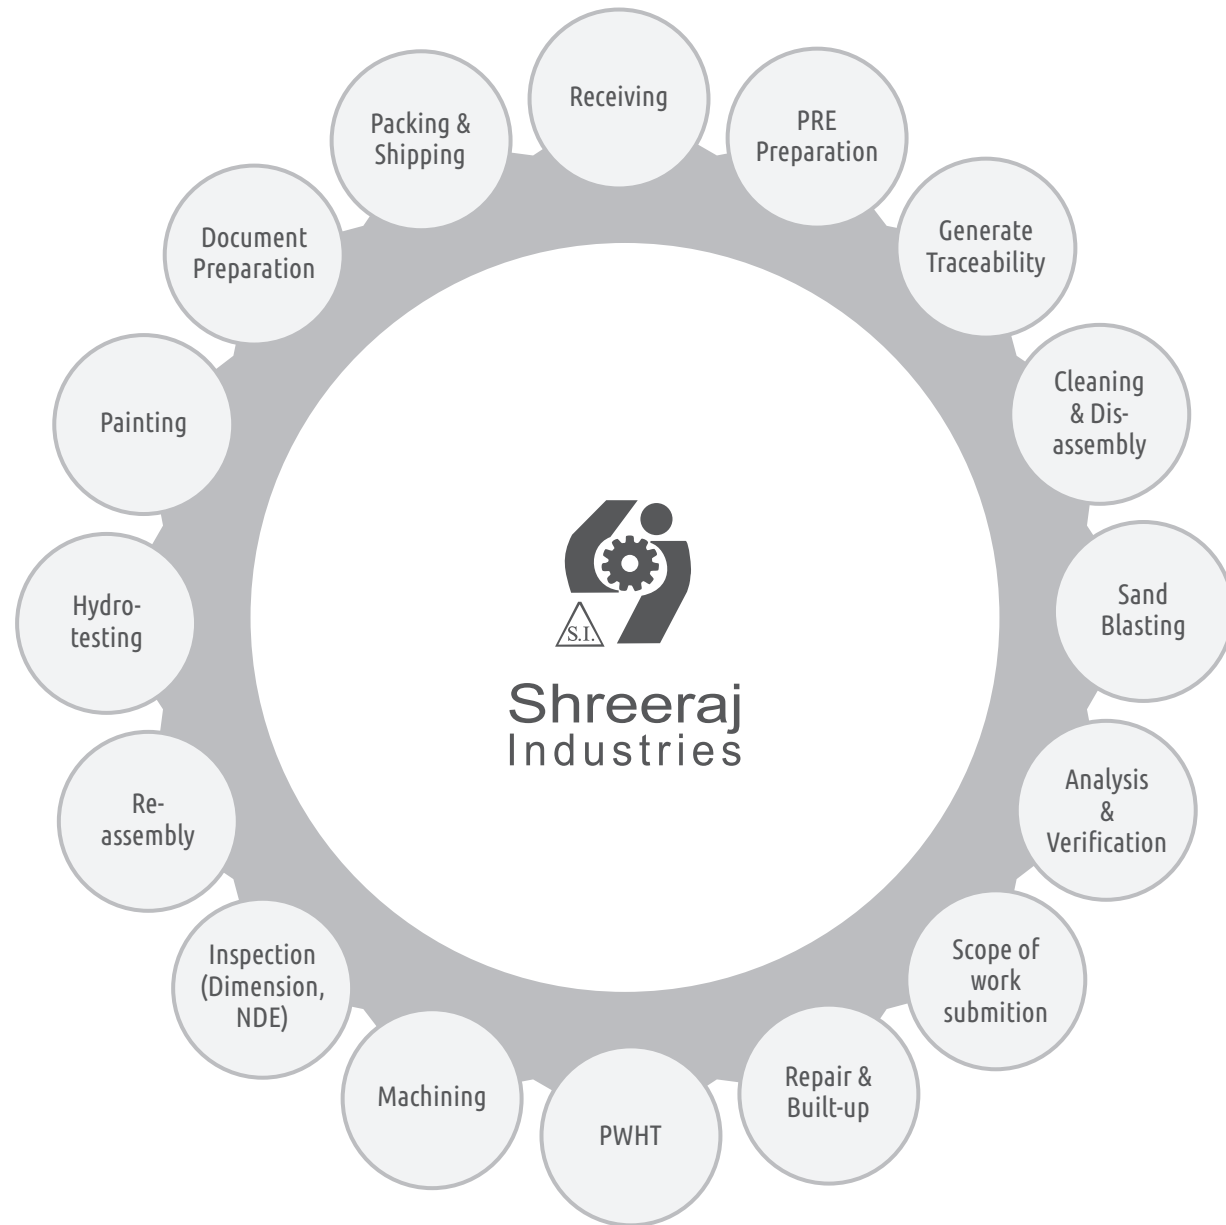 Receiving
PRE
Preparation
Generate
Traceability
Cleaning
& Dis-
assembly
Sand
Blasting
Analysis
&
Verification
Scope of
work
submition
Repair &
Built-up
PWHT
Machining
Inspection
(Dimension,
NDE)
Re-
assembly
Hydro-
testing
Painting
Document
Preparation
Packing &
Shipping
S.I.
Shreeraj
Industries